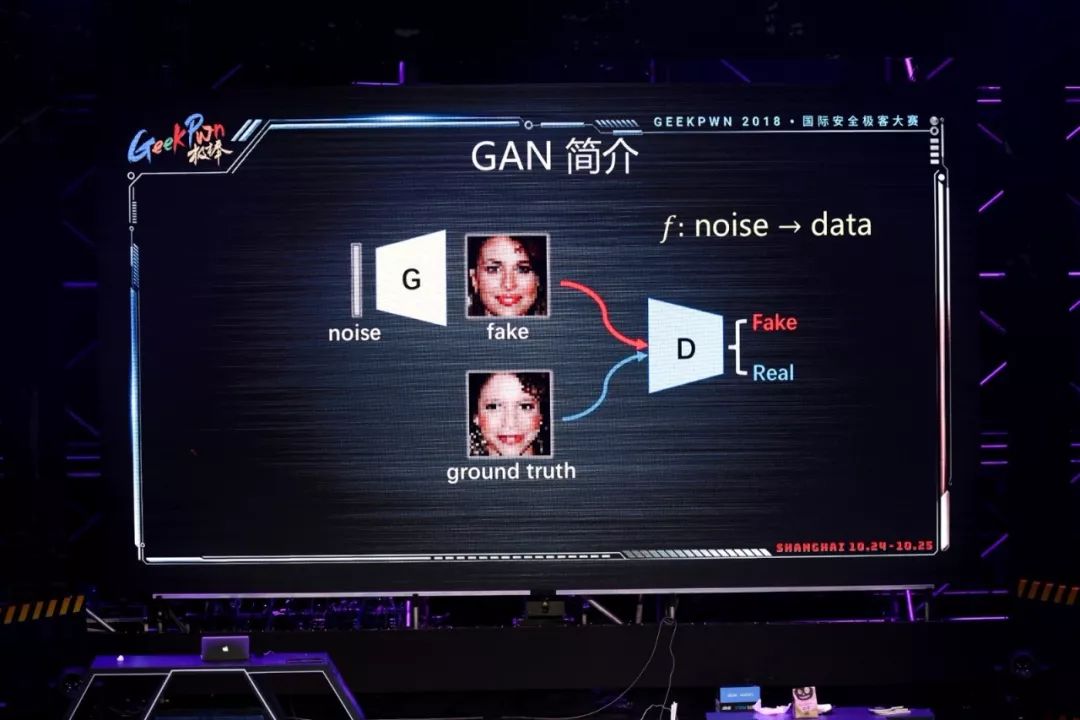 GeekPwn
极棒
GEEKPWN 2018 • 国际安全极客大赛
GAN 简介
f: noise → data
G
noise
fake
D
Fake
Real
ground truth
SHANGHAI 10.24-10.25